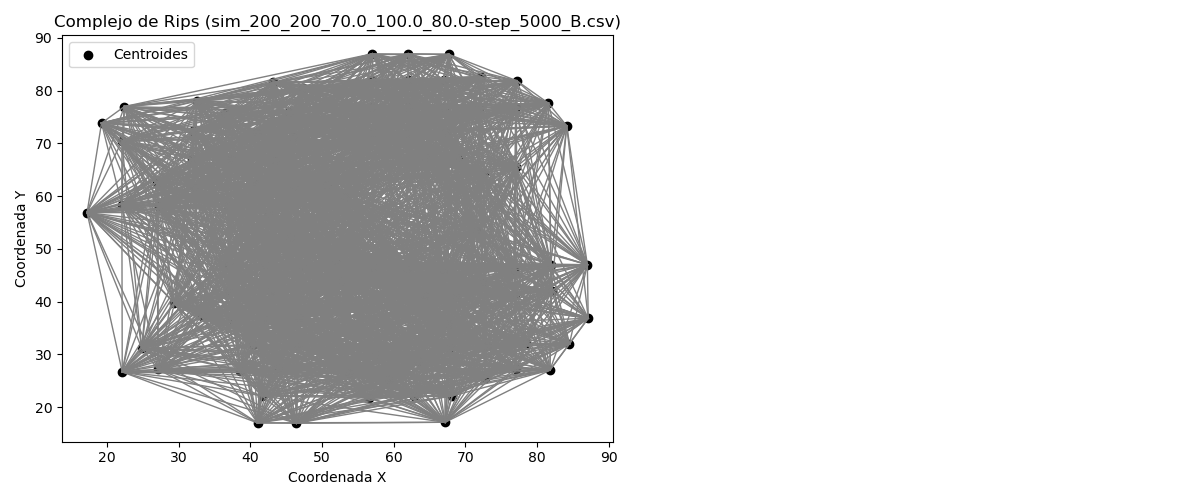 Complejo de Rips (sim_200_200_70.0_100.0_80.0-step_5000_B.csv)
90
80
70
60
50
40
30
20
Coordenada Y
Centroides
20 30 40 50 60 70 80 90
Coordenada X